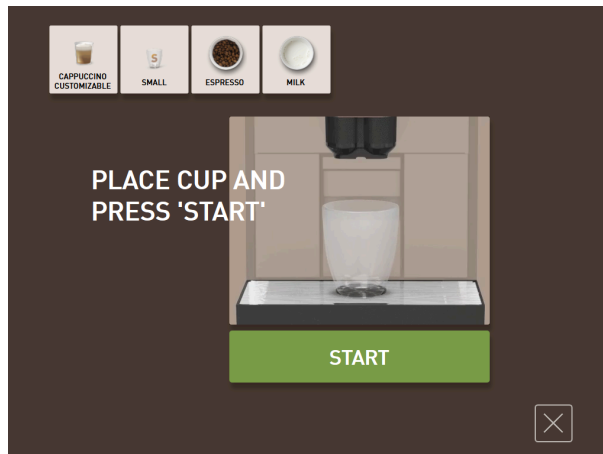 CAPPUCCINO
CUSTOMIZABLE
S
SMALL
ESPRESSO
MILK
PLACE CUP AND
PRESS 'START'
START